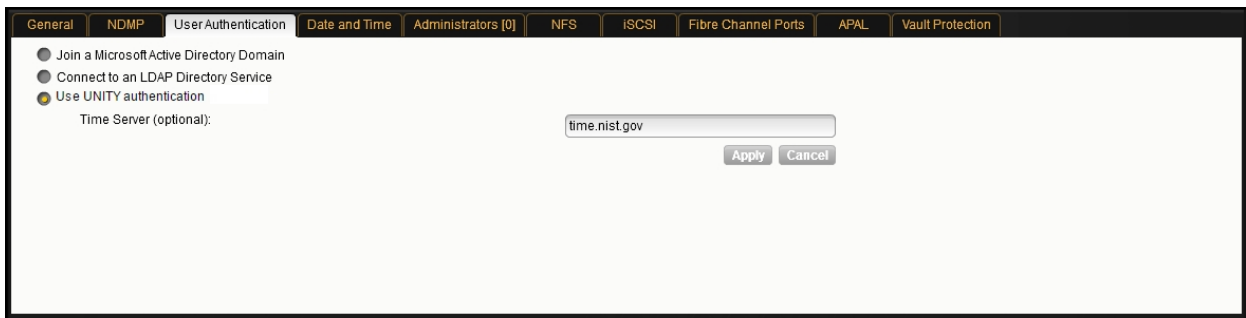 General NDMP User Authentication Date and Time Administrators [0] NFS iSCSI Fibre Channel Ports APAL Vault Protection
Join a Microsoft Active Directory Domain
Connect to an LDAP Directory Service
Use UNITY authentication
Time Server (optional): time.nist.gov
Apply Cancel